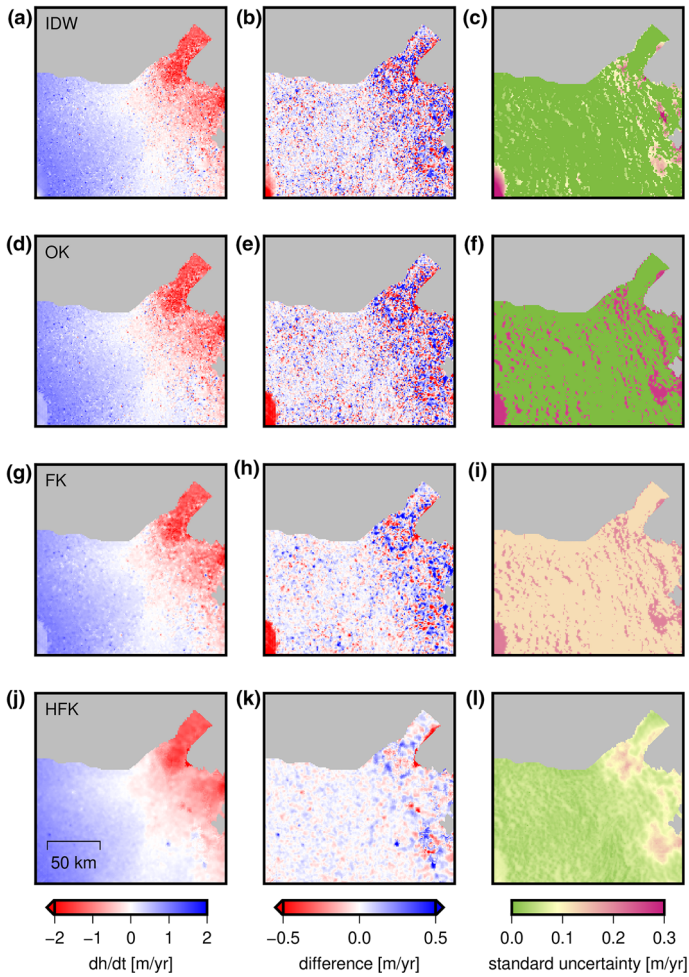 (a) IDW (b) (c)
(d) OK (e) (f)
(g) FK (h) (i)
(j) HFK (k) (l)
50 km
−2 −1 0 1 2 −0.5 0.0 0.5 0.0 0.1 0.2 0.3
dh/dt [m/yr] difference [m/yr] standard uncertainty [m/yr]